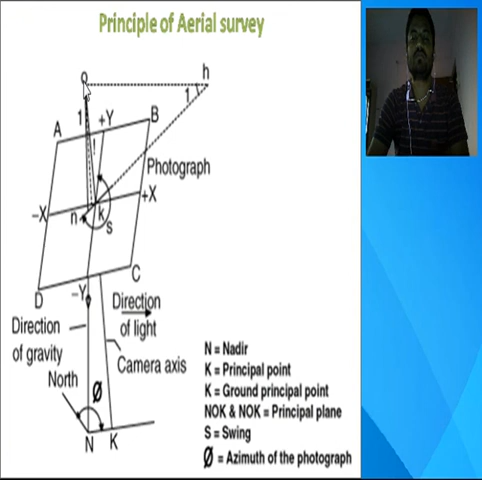 Principle of Aerial survey
o
h
1
1
+Y
A
B
Photograph
-X
+X
n
k
s
C
D
-Y
Direction
of light
Direction
of gravity
Camera axis
North
Ø
N
K
N = Nadir
K = Principal point
K = Ground principal point
NOK & NOK = Principal plane
S = Swing
Ø = Azimuth of the photograph